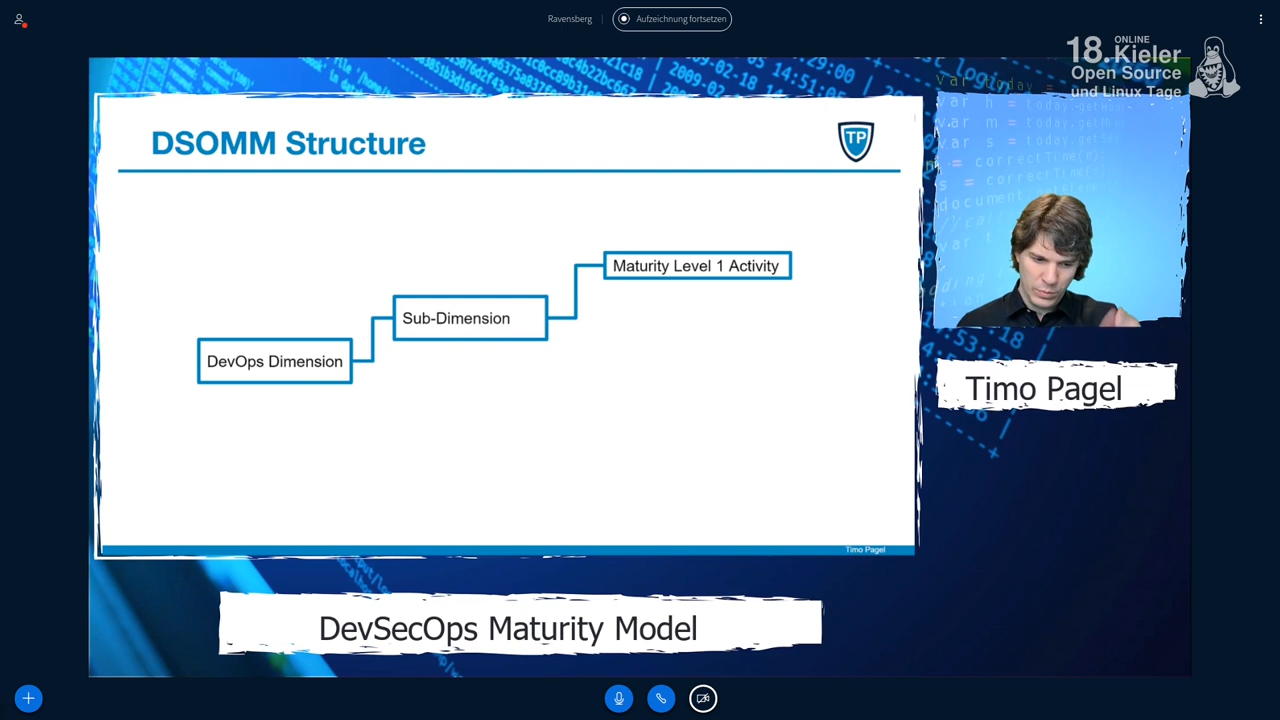 Ravensberg
Aufzeichnung fortsetzen
18. ONLINE
Kieler
Open Source
und Linux Tage
DSOMM Structure
TP
Maturity Level 1 Activity
Sub-Dimension
DevOps Dimension
Timo Pagel
Timo Pagel
DevSecOps Maturity Model